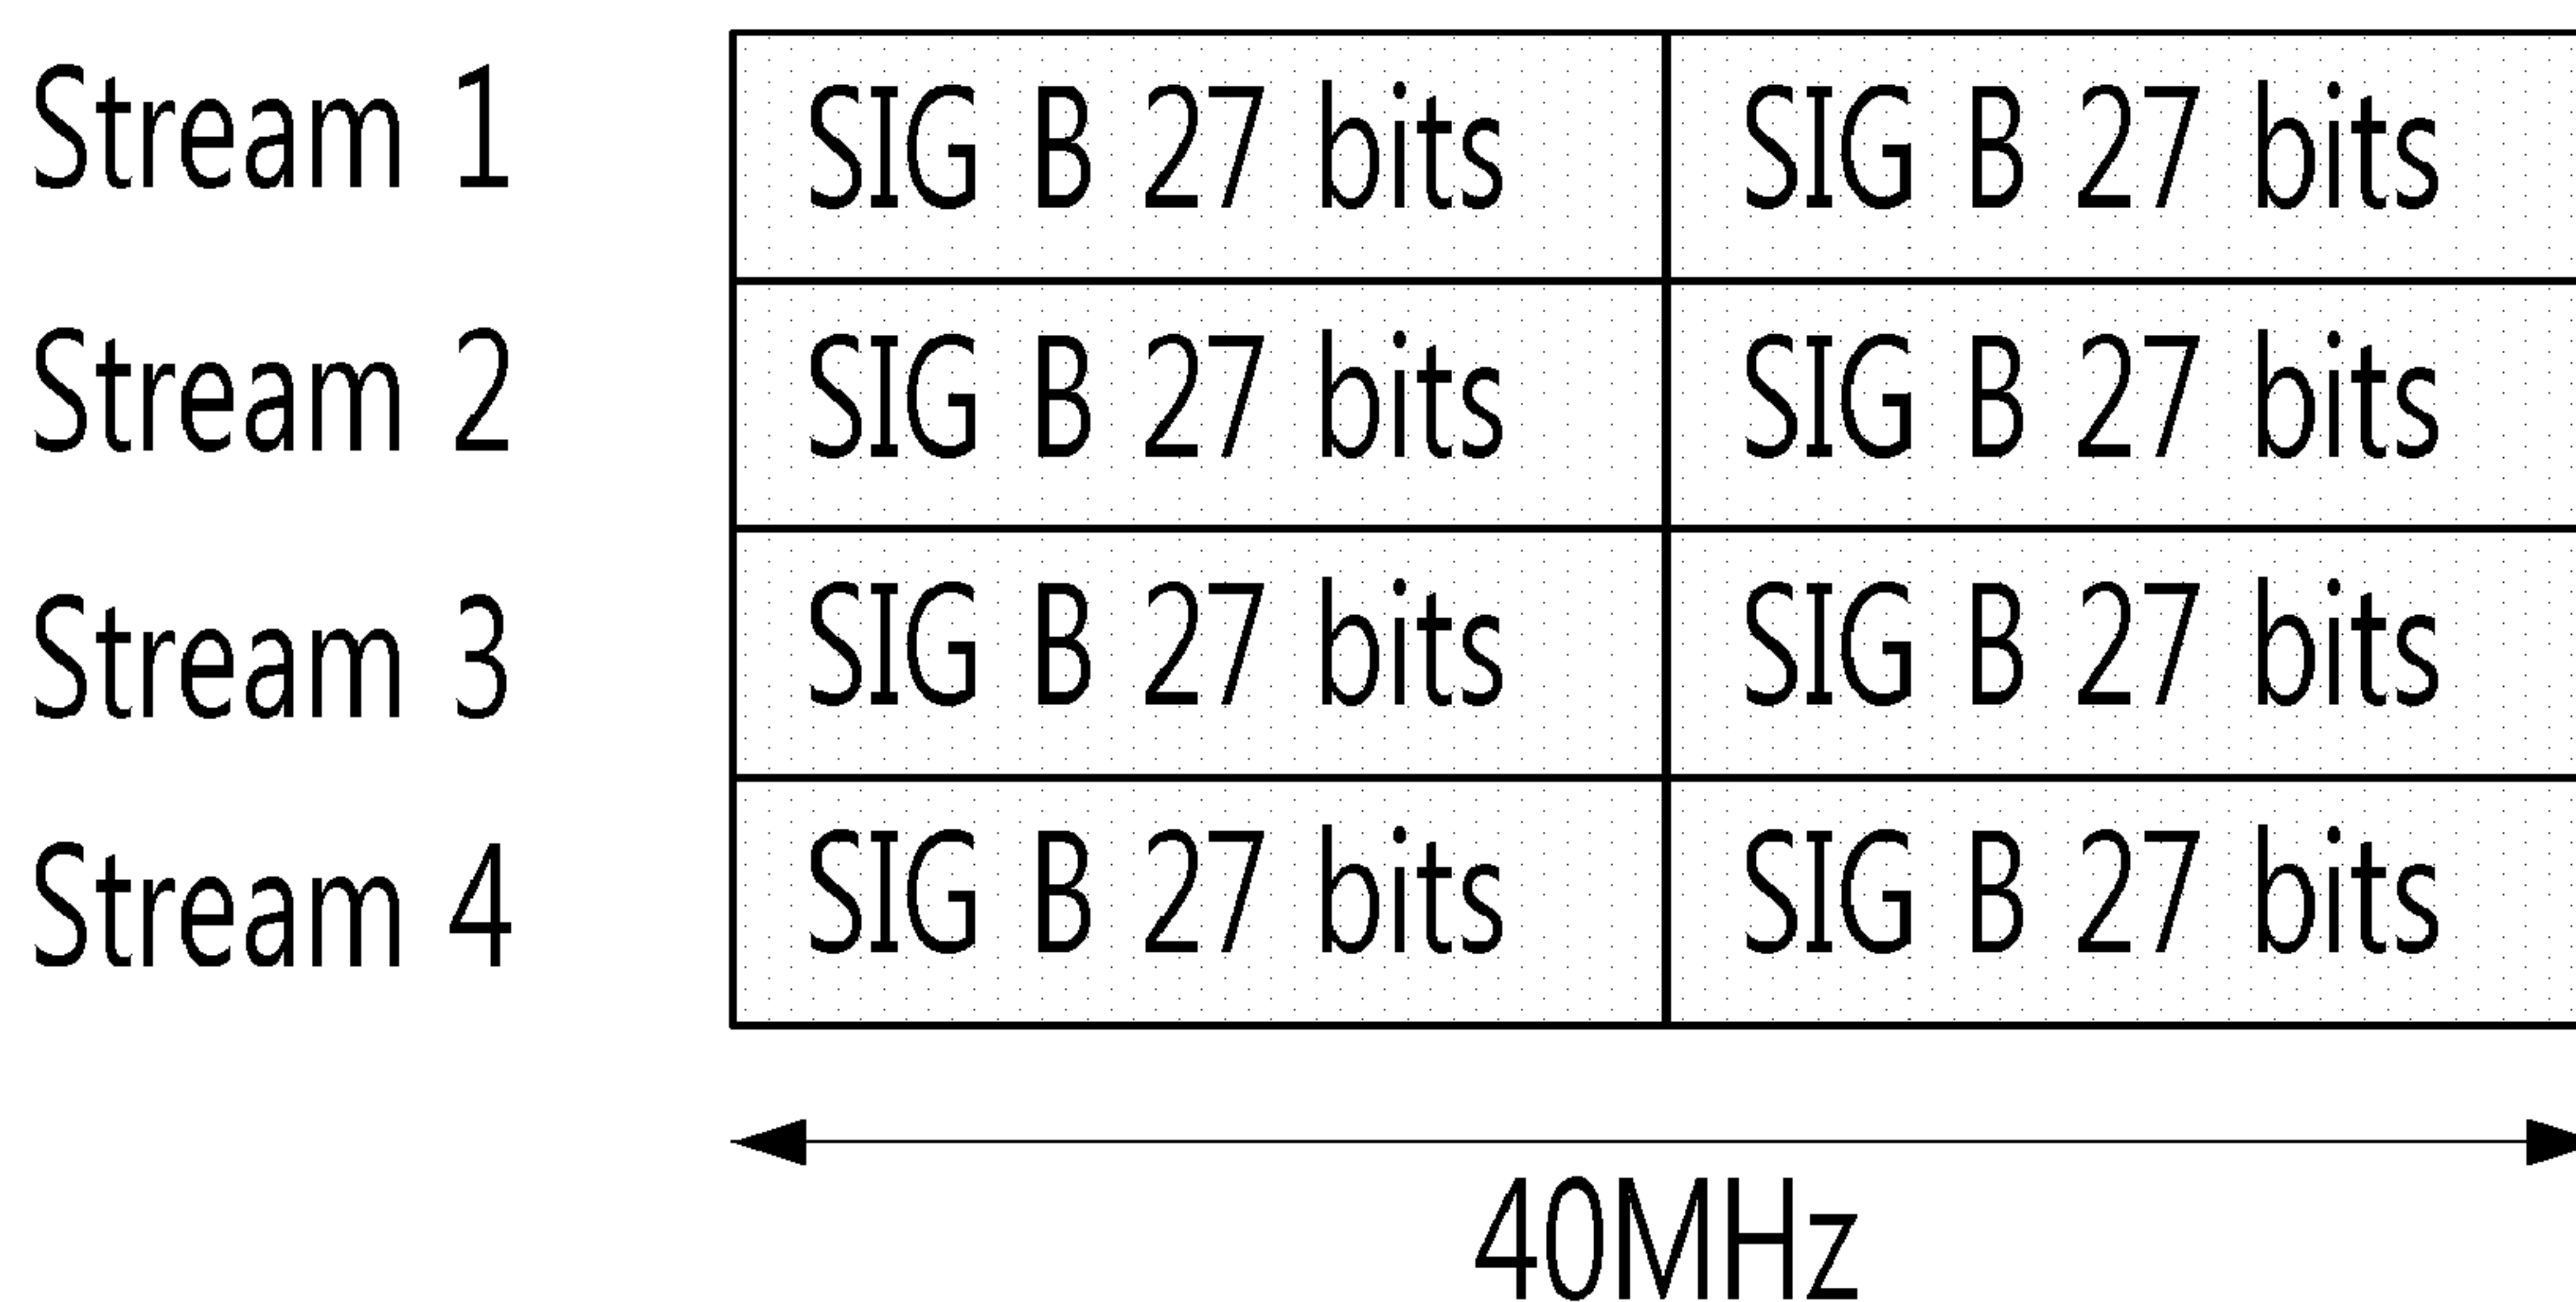 Stream 1 SIG B 27 bits SIG B 27 bits
Stream 2 SIG B 27 bits SIG B 27 bits
Stream 3 SIG B 27 bits SIG B 27 bits
Stream 4 SIG B 27 bits SIG B 27 bits
40MHz